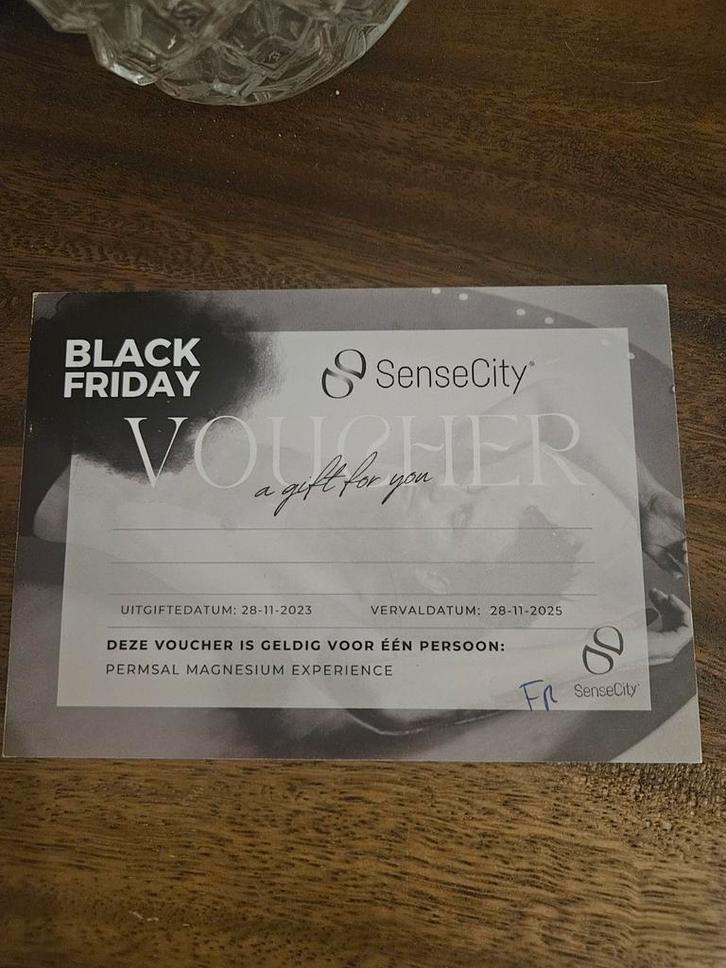 BLACK
FRIDAY
SenseCity®
VOUCHER
a gift for you
UITGIFTEDATUM: 28-11-2023
VERVALDATUM: 28-11-2025
DEZE VOUCHER IS GELDIG VOOR ÉÉN PERSOON:
PERMSAL MAGNESIUM EXPERIENCE
FR
SenseCity®